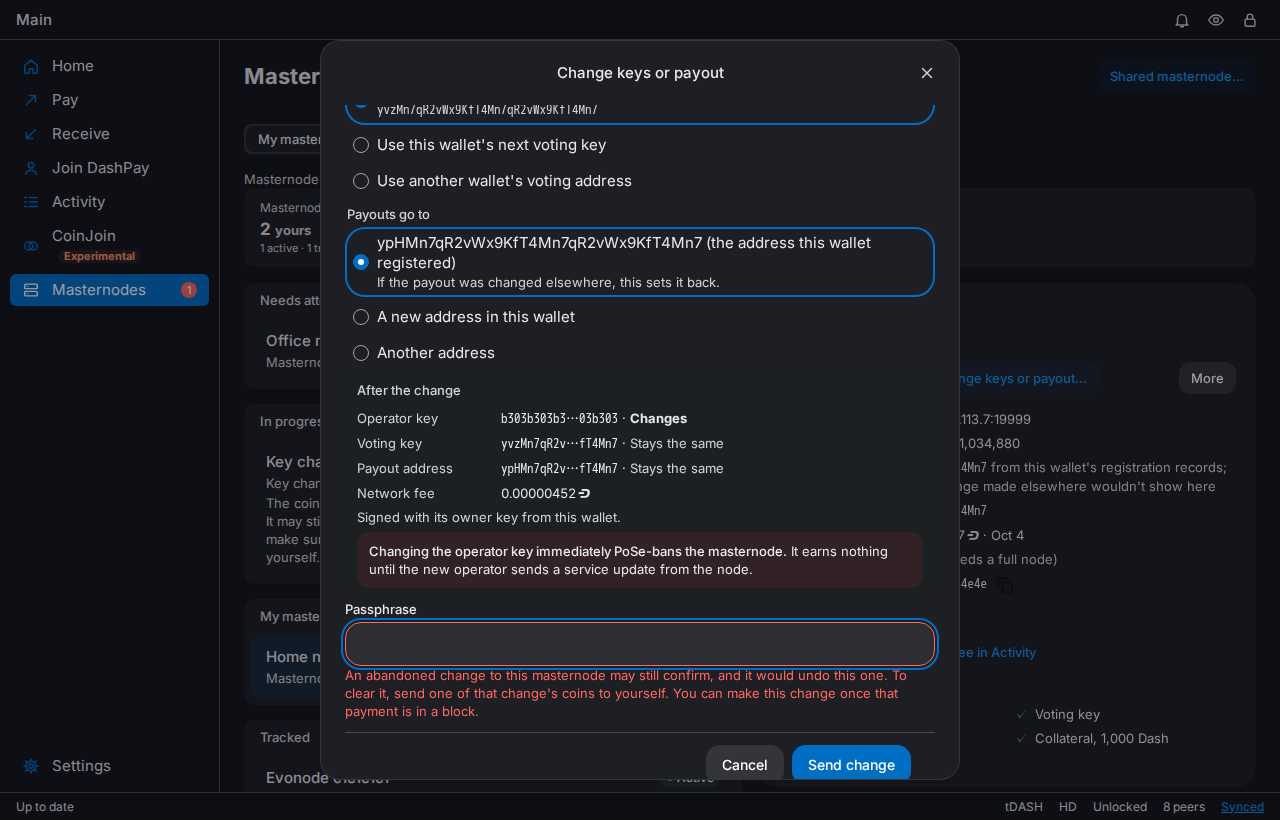 Main
Home
Pay
Receive
Join DashPay
Activity
CoinJoin
Experimental
Masternodes
1
Settings
Shared masternode...
My master
Masternode
Masternod
2 yours
1 active · 1 t
Needs att
Office
Masterno
In progres
Key cha
Key chan
The coin
It may sti
make sur
yourself.
My maste
Home n
Masterno
Tracked
Active
Change keys or payout
yvzMn7qR2vWx9KfT4Mn7qR2vWx9KfT4Mn7
Use this wallet's next voting key
Use another wallet's voting address
Payouts go to
ypHMn7qR2vWx9KfT4Mn7qR2vWx9KfT4Mn7 (the address this wallet
registered)
If the payout was changed elsewhere, this sets it back.
A new address in this wallet
Another address
After the change
Operator key b303b303b3…03b303 · Changes
Voting key yvzMn7qR2v…fT4Mn7 · Stays the same
Payout address ypHMn7qR2v…fT4Mn7 · Stays the same
Network fee 0.00000452
Signed with its owner key from this wallet.
Changing the operator key immediately PoSe-bans the masternode. It earns nothing
until the new operator sends a service update from the node.
Passphrase
An abandoned change to this masternode may still confirm, and it would undo this one. To
clear it, send one of that change's coins to yourself. You can make this change once that
payment is in a block.
Cancel
Send change
nge keys or payout...
More
.113.7:19999
1,034,880
4Mn7 from this wallet's registration records;
nge made elsewhere wouldn't show here
4Mn7
7 · Oct 4
eeds a full node)
4e4e
ee in Activity
Voting key
Collateral, 1,000 Dash
Up to date
tDASH
HD
Unlocked
8 peers
Synced